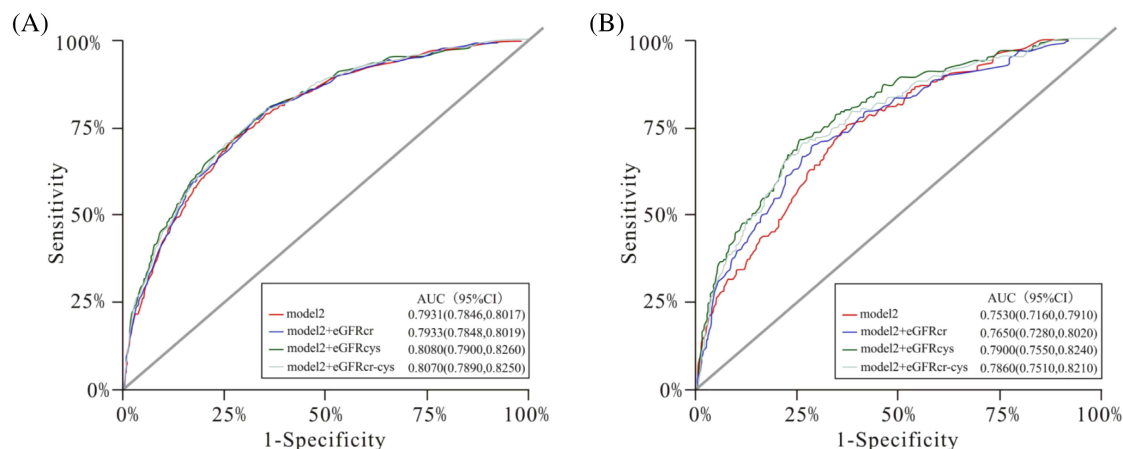 (A)
100%
75%
50%
25%
0%
Sensitivity
AUC (95%CI)
model2 0.7931(0.7846,0.8017)
model2+eGFRcr 0.7933(0.7848,0.8019)
model2+eGFRcys 0.8080(0.7900,0.8260)
model2+eGFRcr-cys 0.8070(0.7890,0.8250)
0% 25% 50% 75% 100%
1-Specificity
(B)
100%
75%
50%
25%
0%
Sensitivity
AUC (95%CI)
model2 0.7530(0.7160,0.7910)
model2+eGFRcr 0.7650(0.7280,0.8020)
model2+eGFRcys 0.7900(0.7550,0.8240)
model2+eGFRcr-cys 0.7860(0.7510,0.8210)
0% 25% 50% 75% 100%
1-Specificity